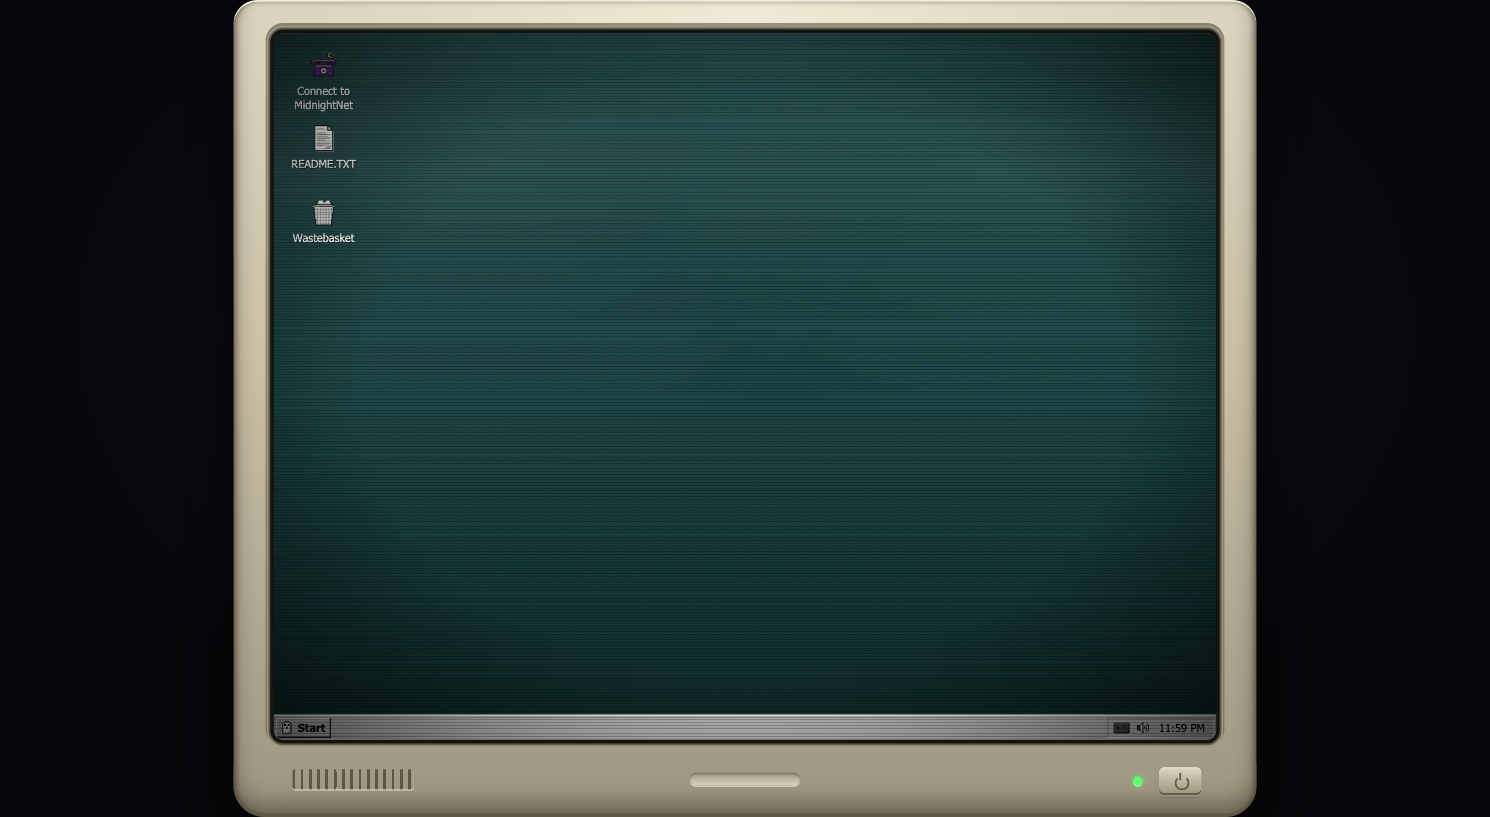 Connect to
MidnightNet
README.TXT
Wastebasket
Start
11:59 PM